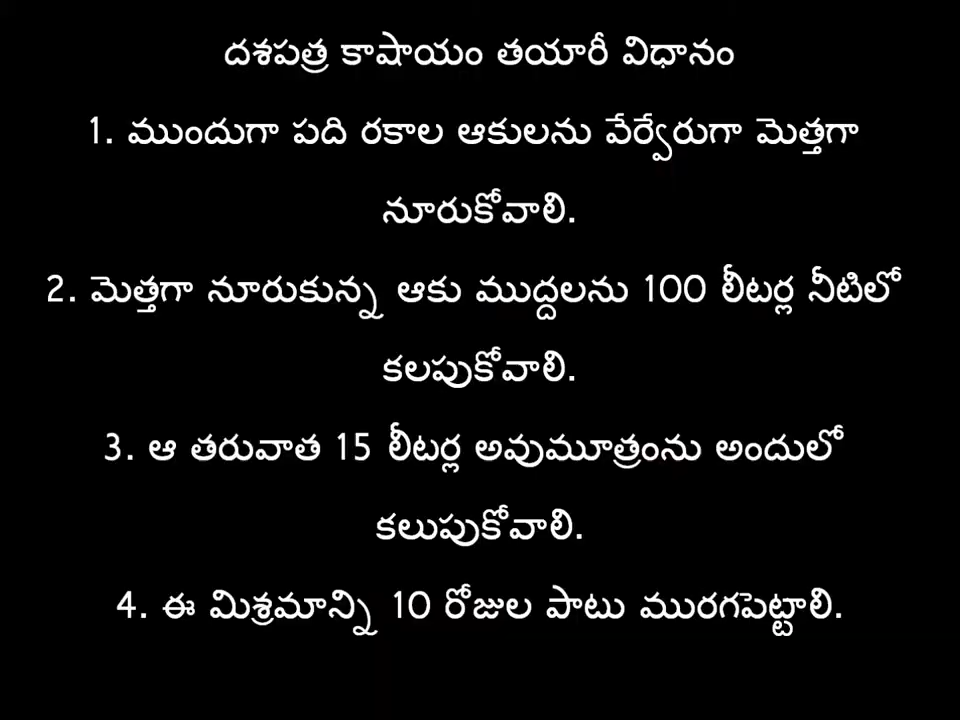 దశపత్ర కాషాయం తయారీ విధానం
1. ముందుగా పది రకాల ఆకులను వేర్వేరుగా మెత్తగా
నూరుకోవాలి.
2. మెత్తగా నూరుకున్న ఆకు ముద్దలను 100 లీటర్ల నీటిలో
కలపుకోవాలి.
3. ఆ తరువాత 15 లీటర్ల అవుమూత్రంను అందులో
కలుపుకోవాలి.
4. ఈ మిశ్రమాన్ని 10 రోజుల పాటు మురగపెట్టాలి.